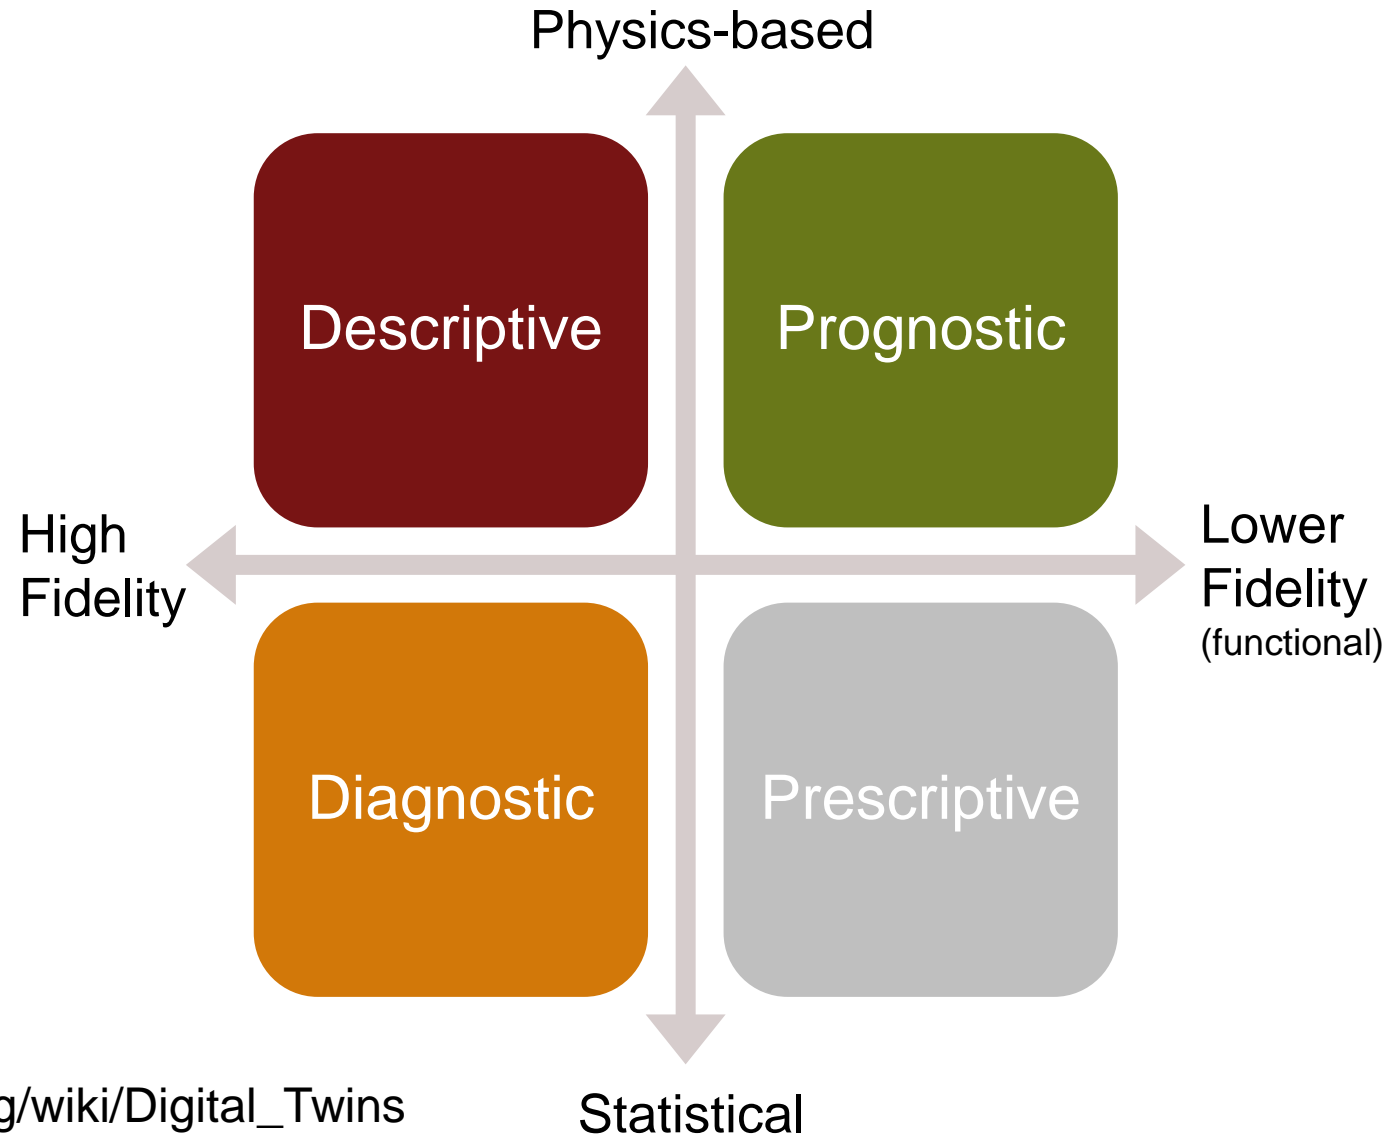 Physics-based
Descriptive
Prognostic
High
Fidelity
Lower
Fidelity
(functional)
Diagnostic
Prescriptive
g/wiki/Digital_Twins
Statistical